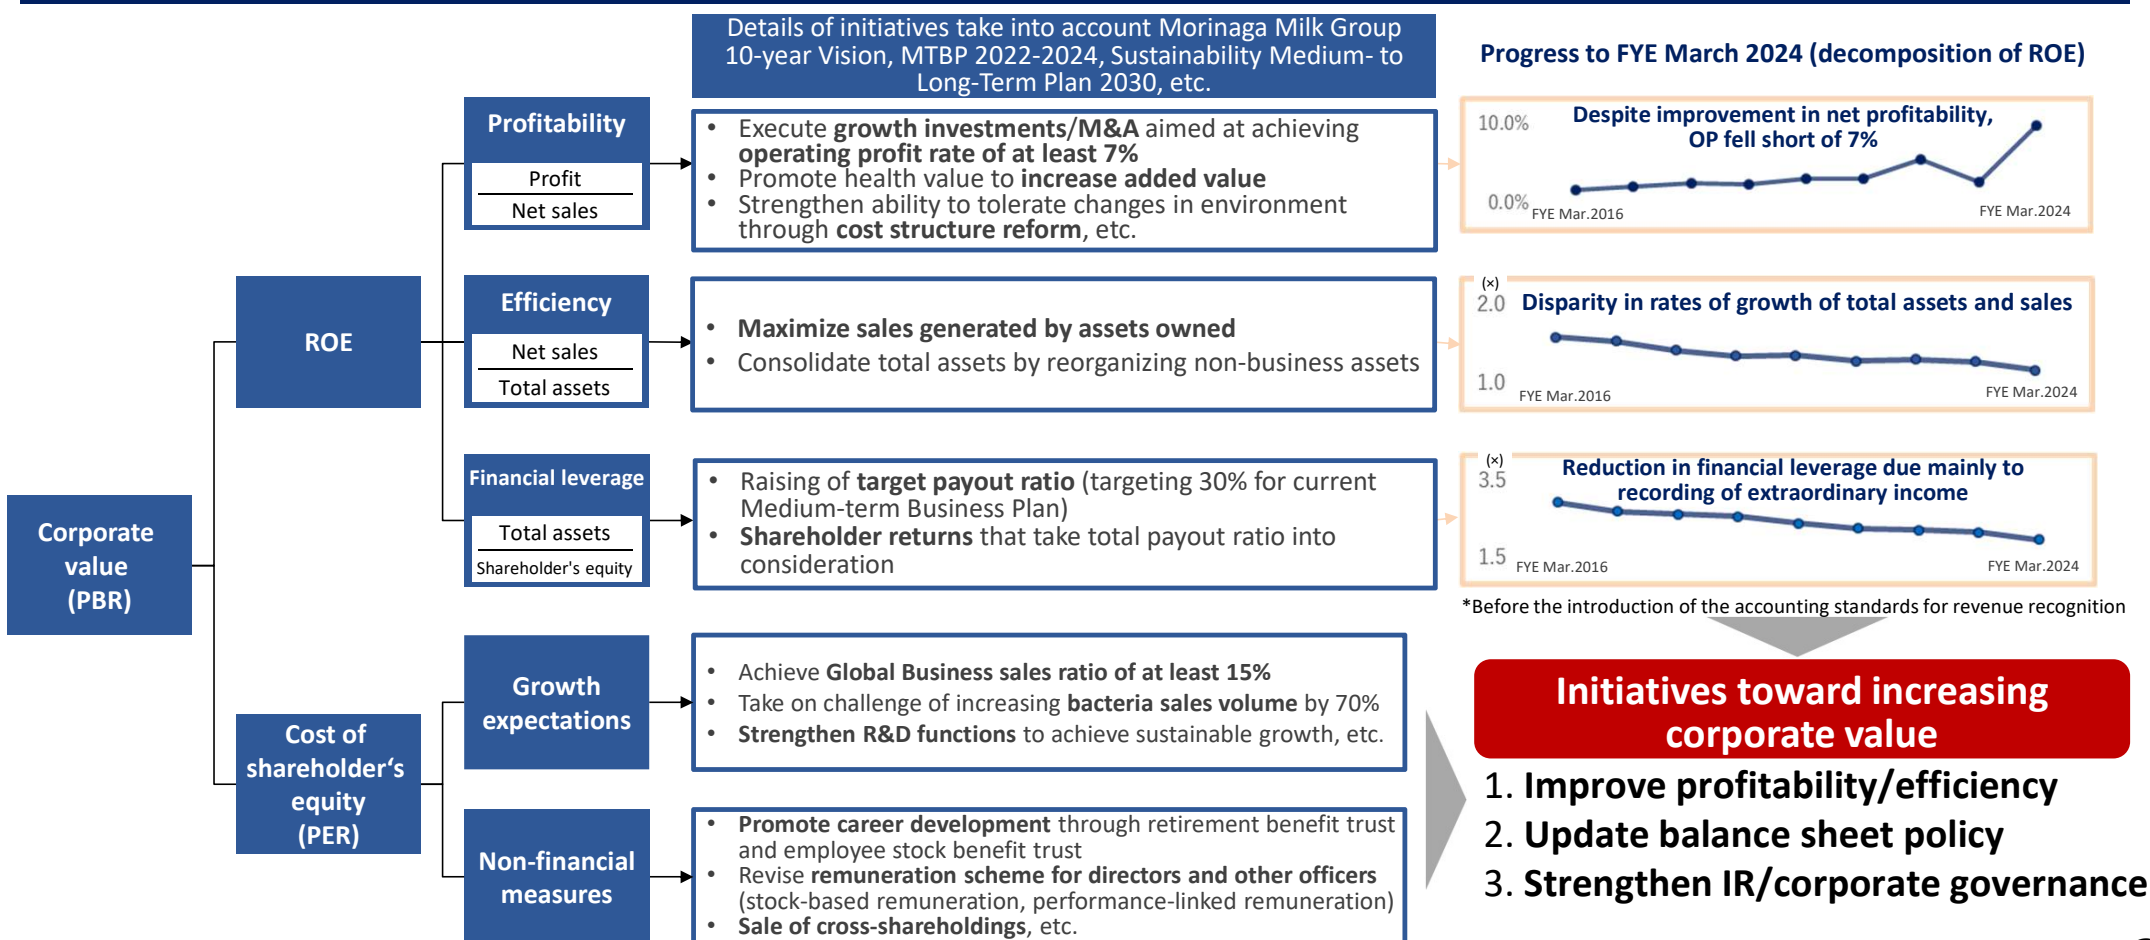 Details of initiatives take into account Morinaga Milk Group
10-year Vision, MTBP 2022-2024, Sustainability Medium- to
Long-Term Plan 2030, etc.
Progress to FYE March 2024 (decomposition of ROE)
Corporate
value
(PBR)
ROE
Profitability
Profit
Net sales
• Execute growth investments/M&A aimed at achieving
operating profit rate of at least 7%
• Promote health value to increase added value
• Strengthen ability to tolerate changes in environment
through cost structure reform, etc.
Despite improvement in net profitability,
OP fell short of 7%
10.0%
0.0%
FYE Mar.2016
FYE Mar.2024
Efficiency
Net sales
Total assets
• Maximize sales generated by assets owned
• Consolidate total assets by reorganizing non-business assets
(×)
2.0
Disparity in rates of growth of total assets and sales
1.0
FYE Mar.2016
FYE Mar.2024
Financial leverage
Total assets
Shareholder's equity
• Raising of target payout ratio (targeting 30% for current
Medium-term Business Plan)
• Shareholder returns that take total payout ratio into
consideration
(×)
3.5
Reduction in financial leverage due mainly to
recording of extraordinary income
1.5
FYE Mar.2016
FYE Mar.2024
*Before the introduction of the accounting standards for revenue recognition
Cost of
shareholder‘s
equity
(PER)
Growth
expectations
• Achieve Global Business sales ratio of at least 15%
• Take on challenge of increasing bacteria sales volume by 70%
• Strengthen R&D functions to achieve sustainable growth, etc.
Non-financial
measures
• Promote career development through retirement benefit trust
and employee stock benefit trust
• Revise remuneration scheme for directors and other officers
(stock-based remuneration, performance-linked remuneration)
• Sale of cross-shareholdings, etc.
Initiatives toward increasing
corporate value
1. Improve profitability/efficiency
2. Update balance sheet policy
3. Strengthen IR/corporate governance